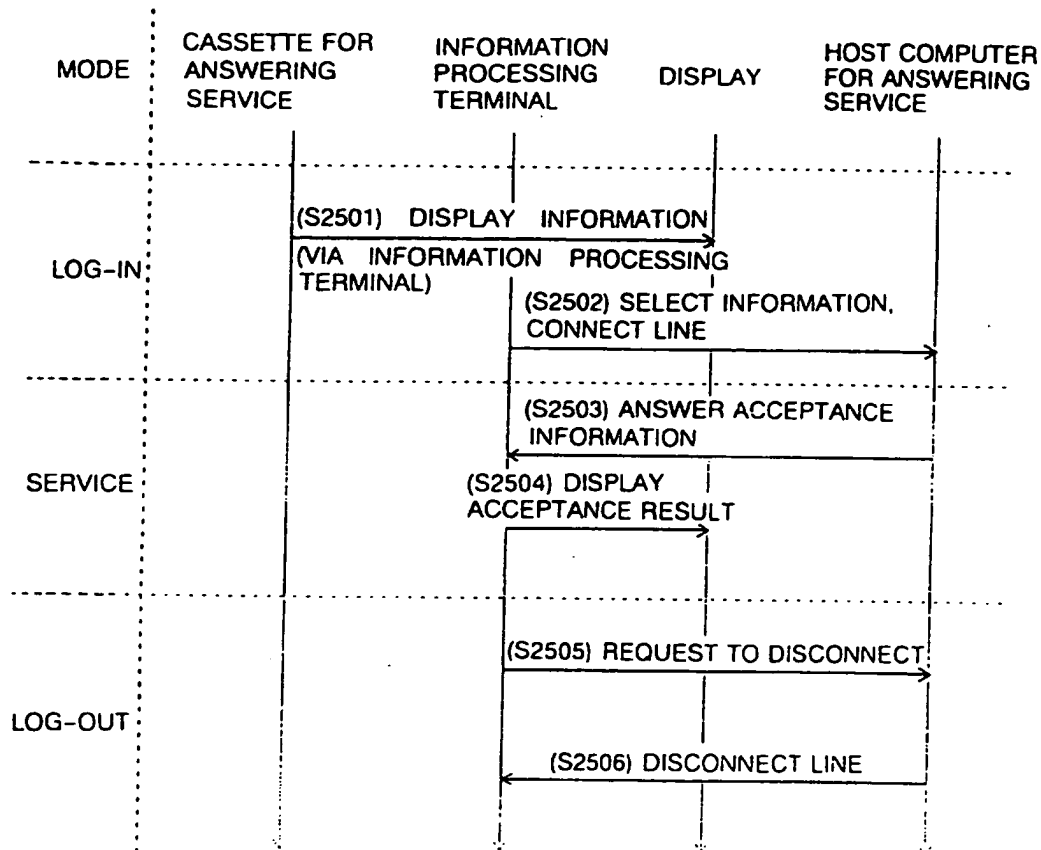 MODE
CASSETTE FOR
ANSWERING
SERVICE
INFORMATION
PROCESSING
TERMINAL
DISPLAY
HOST COMPUTER
FOR ANSWERING
SERVICE
LOG-IN
(S2501) DISPLAY INFORMATION
(VIA INFORMATION PROCESSING
TERMINAL)
(S2502) SELECT INFORMATION,
CONNECT LINE
SERVICE
(S2503) ANSWER ACCEPTANCE
INFORMATION
(S2504) DISPLAY
ACCEPTANCE RESULT
LOG-OUT
(S2505) REQUEST TO DISCONNECT
(S2506) DISCONNECT LINE